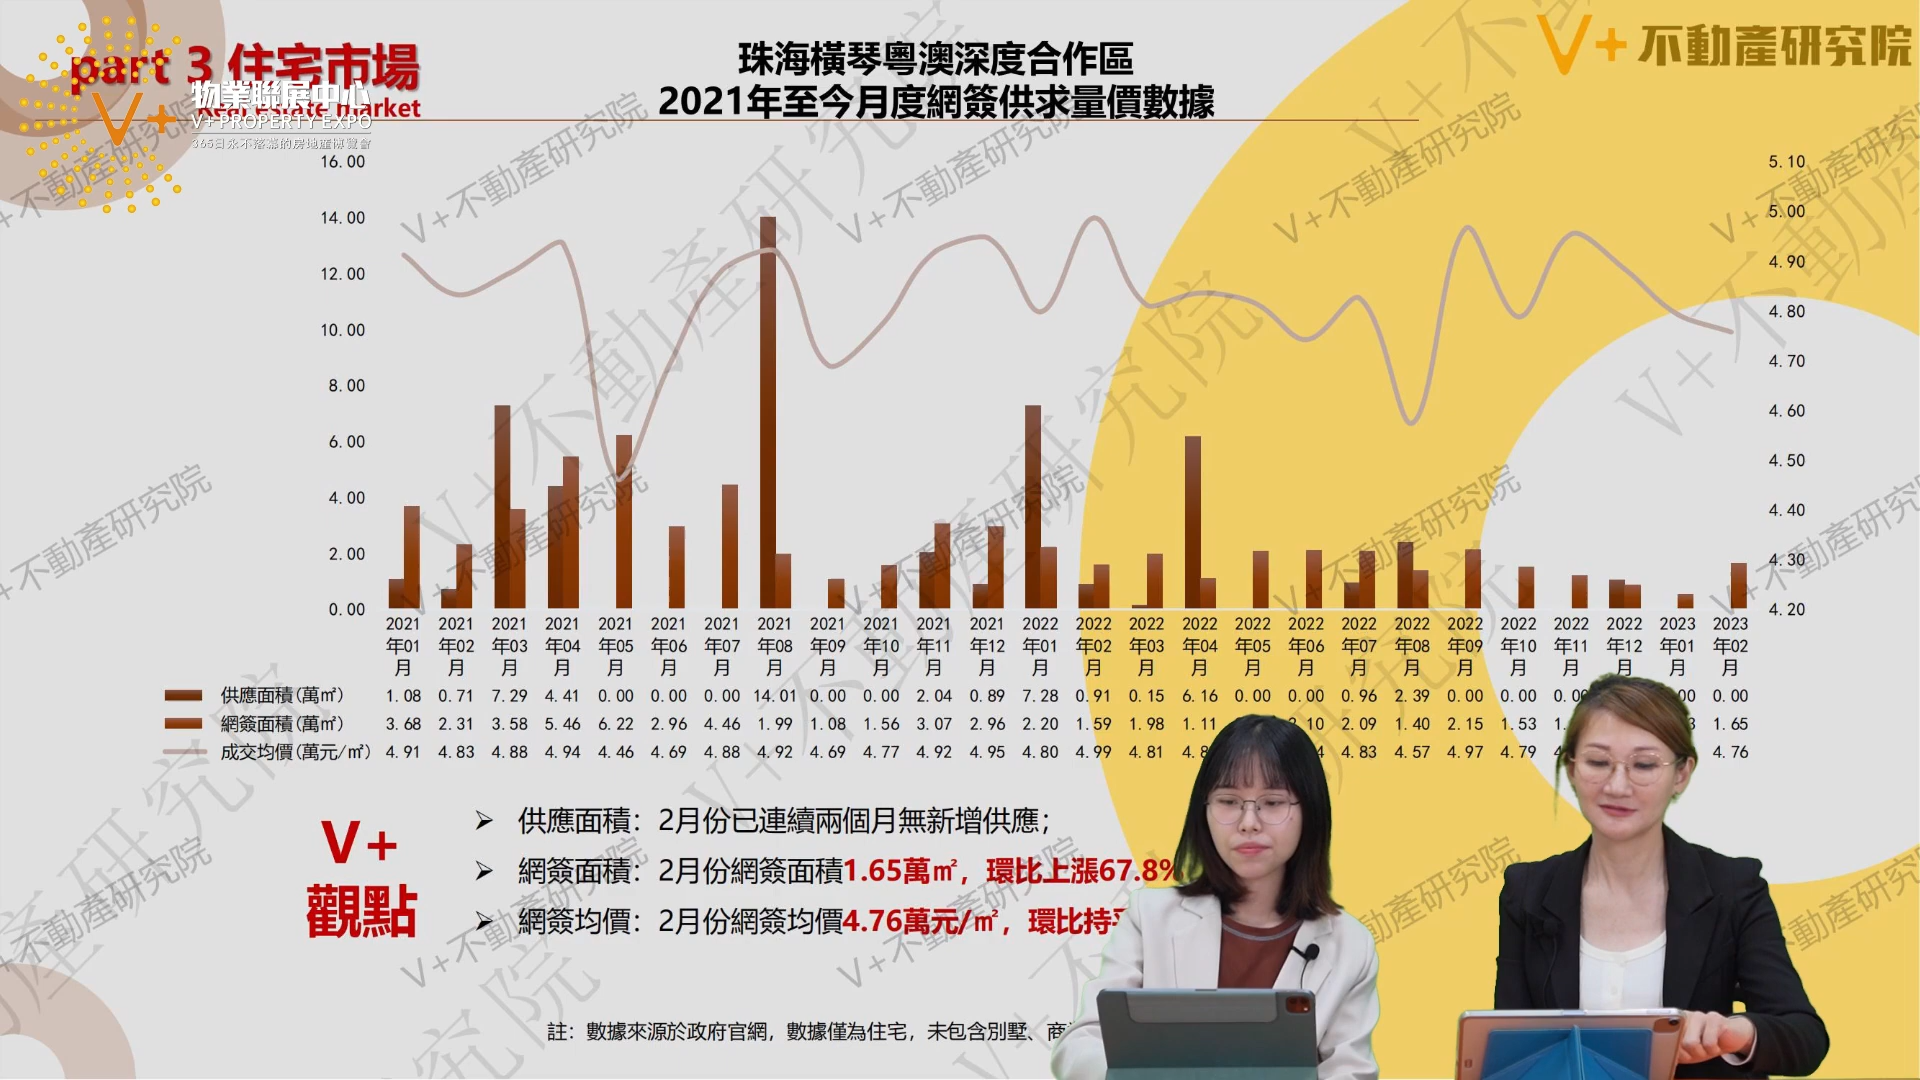 part 3 住宅市場
Real estate market
物業聯展中心
V+ PROPERTY EXPO
365日永不落幕的房地產博覽會
珠海橫琴粵澳深度合作區
2021年至今月度網簽供求量價數據
V+ 不動產研究院
16.00
14.00
12.00
10.00
8.00
6.00
4.00
2.00
0.00
5.10
5.00
4.90
4.80
4.70
4.60
4.50
4.40
4.30
4.20
2021年01月 2021年02月 2021年03月 2021年04月 2021年05月 2021年06月 2021年07月 2021年08月 2021年09月 2021年10月 2021年11月 2021年12月 2022年01月 2022年02月 2022年03月 2022年04月 2022年05月 2022年06月 2022年07月 2022年08月 2022年09月 2022年10月 2022年11月 2022年12月 2023年01月 2023年02月
供應面積(萬㎡) 1.08 0.71 7.29 4.41 0.00 0.00 0.00 14.01 0.00 0.00 2.04 0.89 7.28 0.91 0.15 6.16 0.00 0.00 0.96 2.39 0.00 0.00 0.00
網簽面積(萬㎡) 3.68 2.31 3.58 5.46 6.22 2.96 4.46 1.99 1.08 1.56 3.07 2.96 2.20 1.59 1.98 1.11 2.10 2.09 1.40 2.15 1.53 1.65
成交均價(萬元/㎡) 4.91 4.83 4.88 4.94 4.46 4.69 4.88 4.92 4.69 4.77 4.92 4.95 4.80 4.99 4.81 4.83 4.57 4.97 4.79 4.76
V+
觀點
➢ 供應面積：2月份已連續兩個月無新增供應；
➢ 網簽面積：2月份網簽面積1.65萬㎡，環比上漲67.8%
➢ 網簽均價：2月份網簽均價4.76萬元/㎡，環比持
註：數據來源於政府官網，數據僅為住宅，未包含別墅、商
V+不動產研究院